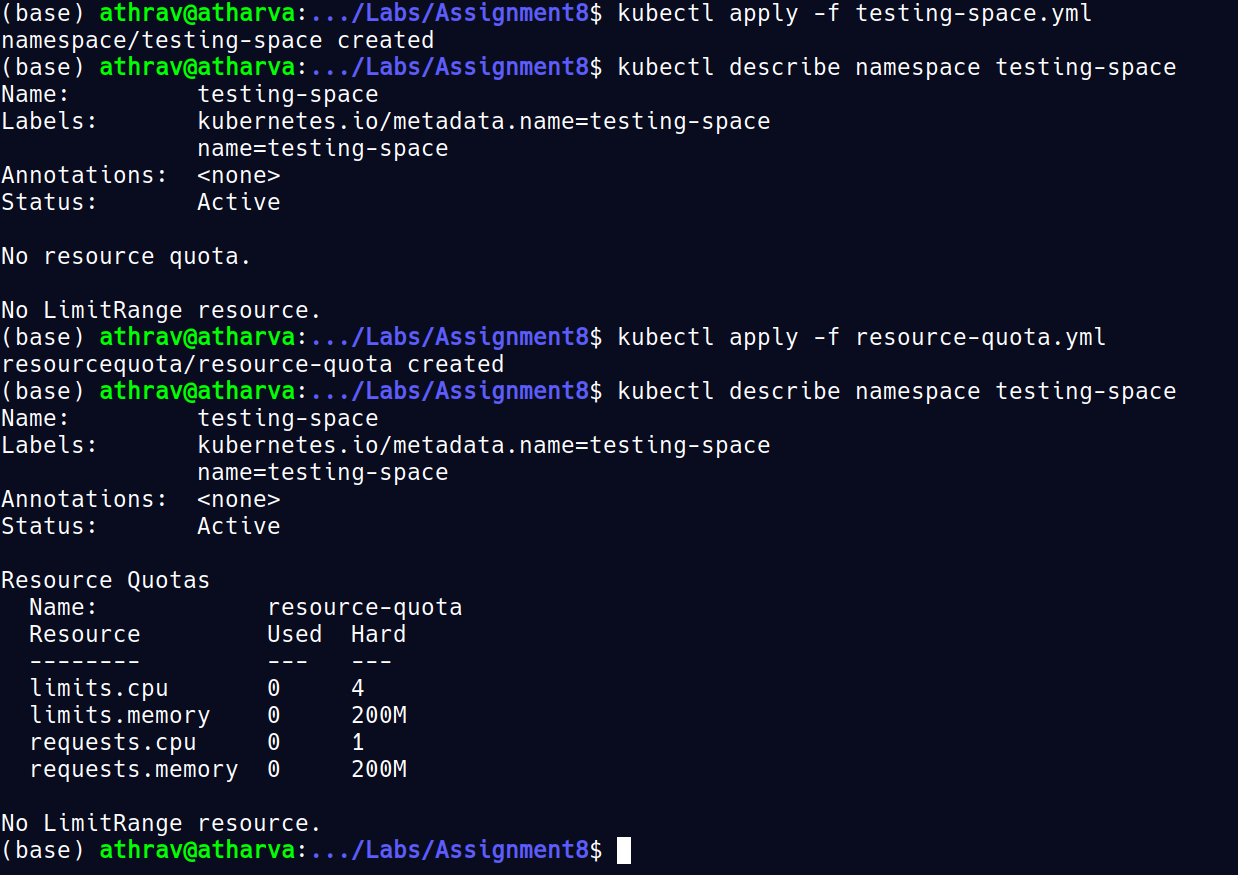 (base) athrav@atharva:.../Labs/Assignment8$ kubectl apply -f testing-space.yml
namespace/testing-space created
(base) athrav@atharva:.../Labs/Assignment8$ kubectl describe namespace testing-space
Name:         testing-space
Labels:       kubernetes.io/metadata.name=testing-space
              name=testing-space
Annotations:  <none>
Status:       Active

No resource quota.

No LimitRange resource.
(base) athrav@atharva:.../Labs/Assignment8$ kubectl apply -f resource-quota.yml
resourcequota/resource-quota created
(base) athrav@atharva:.../Labs/Assignment8$ kubectl describe namespace testing-space
Name:         testing-space
Labels:       kubernetes.io/metadata.name=testing-space
              name=testing-space
Annotations:  <none>
Status:       Active

Resource Quotas
  Name:            resource-quota
  Resource         Used  Hard
  --------         ---   ---
  limits.cpu       0     4
  limits.memory    0     200M
  requests.cpu     0     1
  requests.memory  0     200M

No LimitRange resource.
(base) athrav@atharva:.../Labs/Assignment8$